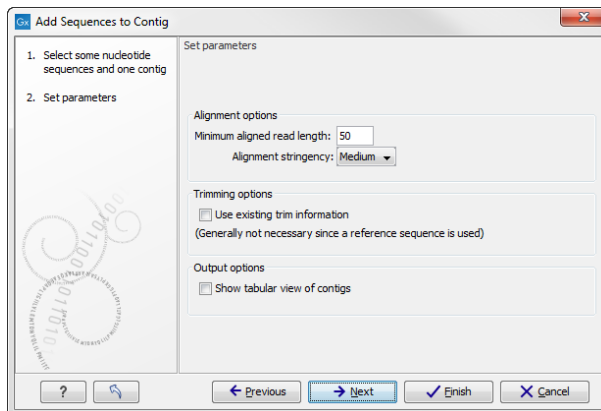 Gx Add Sequences to Contig
1. Select some nucleotide
sequences and one contig
2. Set parameters
Set parameters
Alignment options
Minimum aligned read length: 50
Alignment stringency: Medium
Trimming options
Use existing trim information
(Generally not necessary since a reference sequence is used)
Output options
Show tabular view of contigs
? Previous Next Finish Cancel